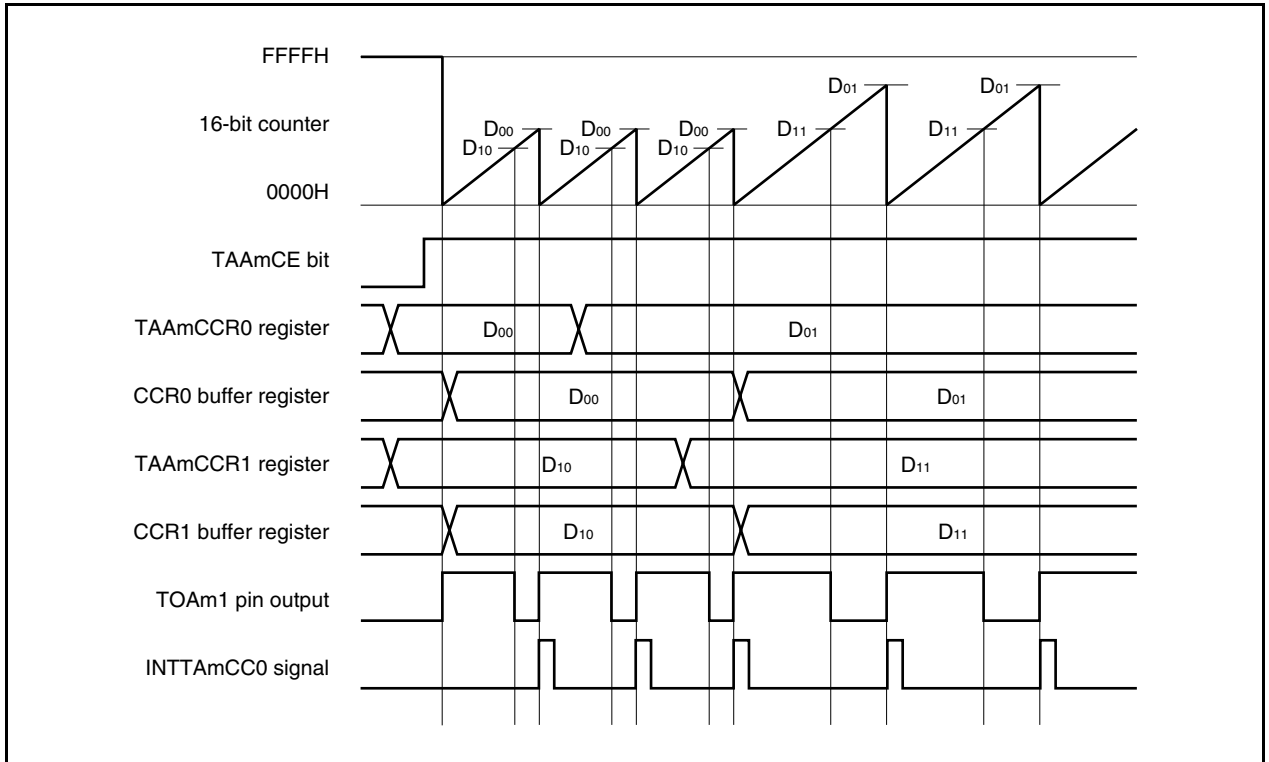 FFFFH
16-bit counter
0000H
D00 D00 D00 D01 D01
D10 D10 D10 D11 D11
TAAmCE bit
TAAmCCR0 register D00 D01
CCR0 buffer register D00 D01
TAAmCCR1 register D10 D11
CCR1 buffer register D10 D11
TOAm1 pin output
INTTAmCC0 signal